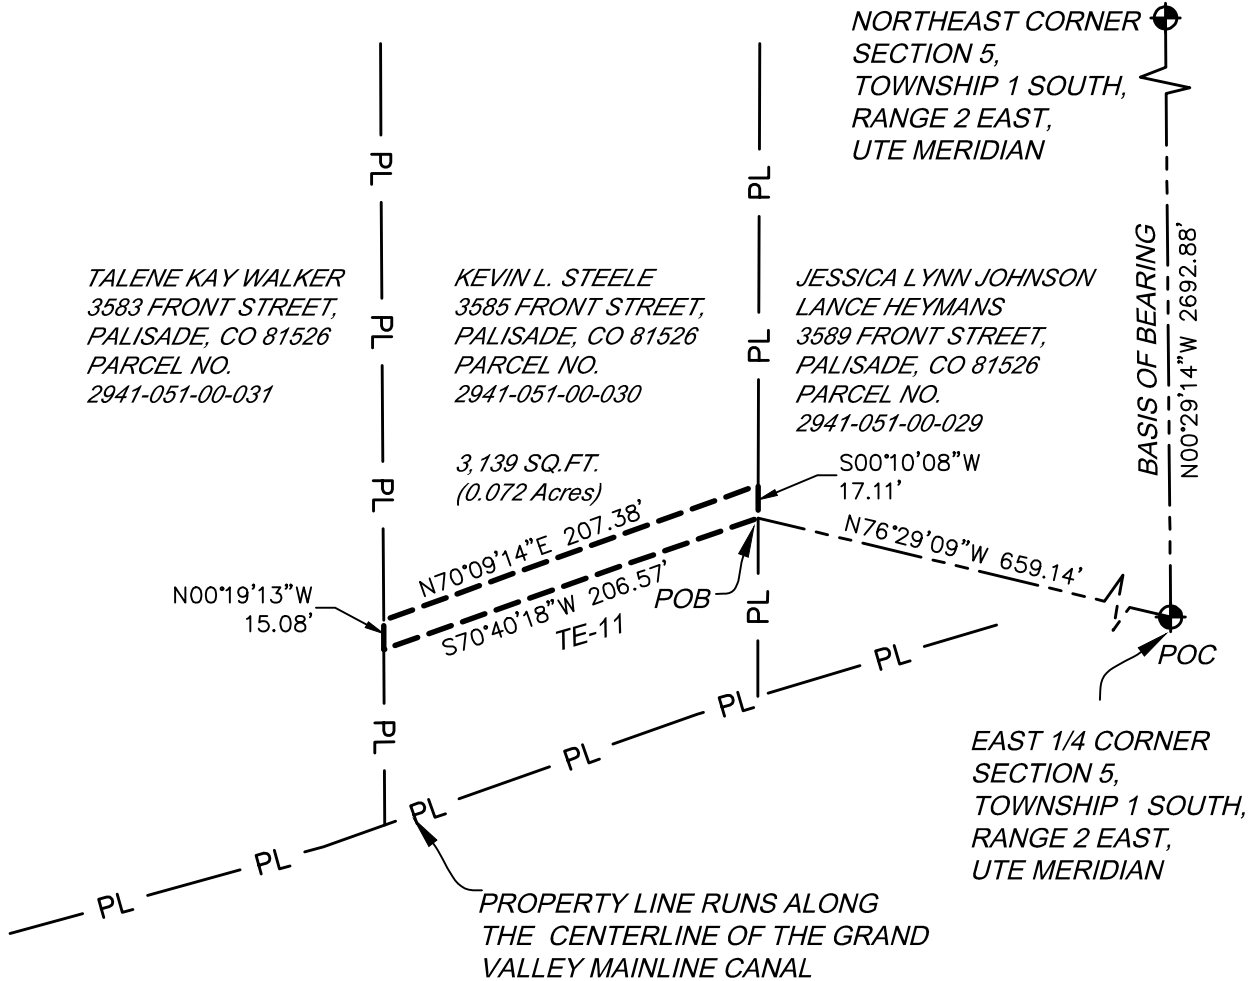 NORTHEAST CORNER
SECTION 5,
TOWNSHIP 1 SOUTH,
RANGE 2 EAST,
UTE MERIDIAN
PL
PL
PL
PL
PL
PL
PL
PL
BASIS OF BEARING
N00°29'14"W 2692.88'
TALENE KAY WALKER
3583 FRONT STREET,
PALISADE, CO 81526
PARCEL NO.
2941-051-00-031
KEVIN L. STEELE
3585 FRONT STREET,
PALISADE, CO 81526
PARCEL NO.
2941-051-00-030
3,139 SQ.FT.
(0.072 Acres)
JESSICA LYNN JOHNSON
LANCE HEYMANS
3589 FRONT STREET,
PALISADE, CO 81526
PARCEL NO.
2941-051-00-029
S00°10'08"W
17.11'
N70°09'14"E 207.38'
S70°40'18"W 206.57'
TE-11
POB
N76°29'09"W 659.14'
POC
N00°19'13"W
15.08'
EAST 1/4 CORNER
SECTION 5,
TOWNSHIP 1 SOUTH,
RANGE 2 EAST,
UTE MERIDIAN
PL
PL
PL
PL
PL
PROPERTY LINE RUNS ALONG
THE CENTERLINE OF THE GRAND
VALLEY MAINLINE CANAL